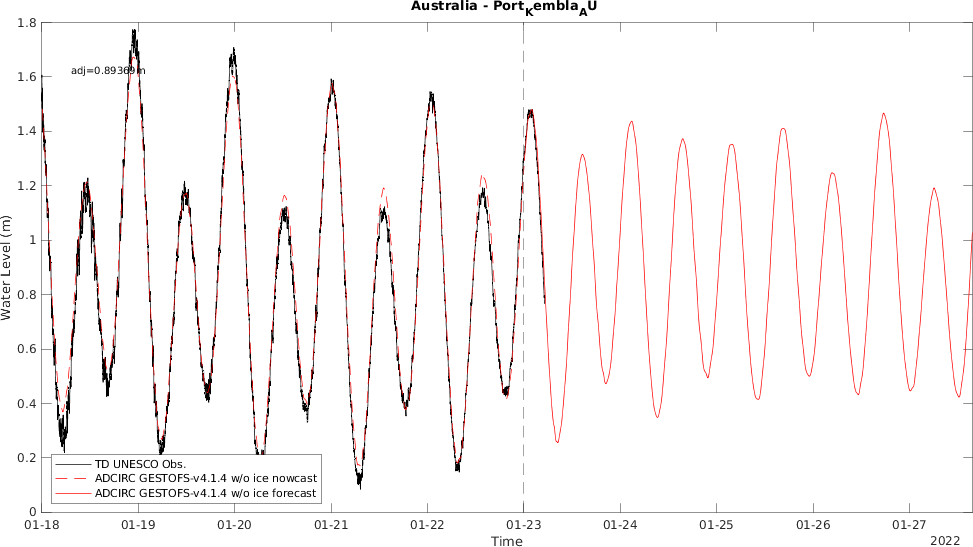 Australia - PortKemblaAU
adj=0.89369m
Water Level (m)
1.8
1.6
1.4
1.2
1
0.8
0.6
0.4
0.2
0
TD UNESCO Obs.
ADCIRC GESTOFS-v4.1.4 w/o ice nowcast
ADCIRC GESTOFS-v4.1.4 w/o ice forecast
01-18 01-19 01-20 01-21 01-22 01-23 01-24 01-25 01-26 01-27
Time
2022